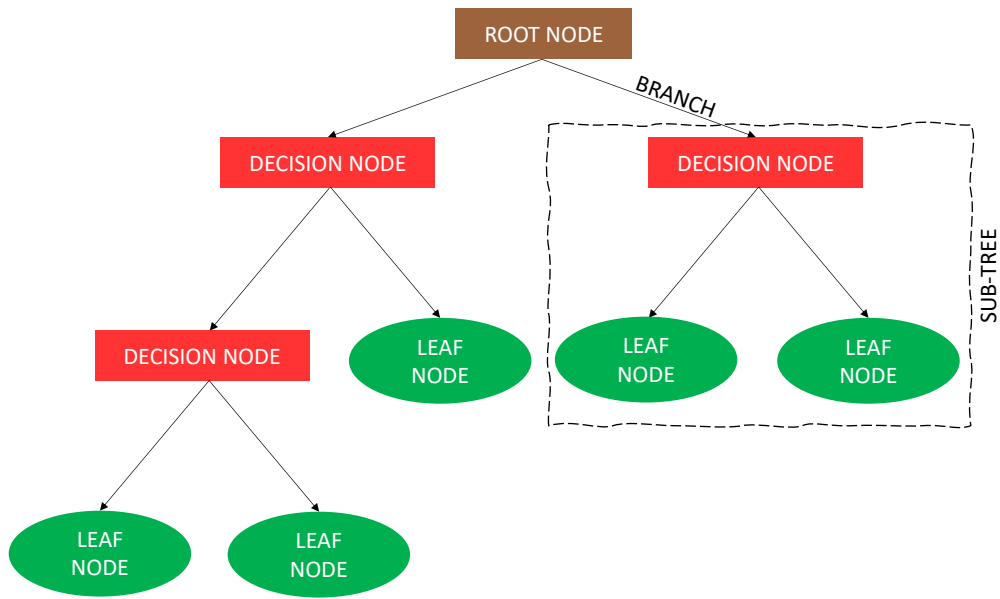 ROOT NODE
BRANCH
DECISION NODE
DECISION NODE
SUB-TREE
DECISION NODE
LEAF
NODE
LEAF
NODE
LEAF
NODE
LEAF
NODE
LEAF
NODE